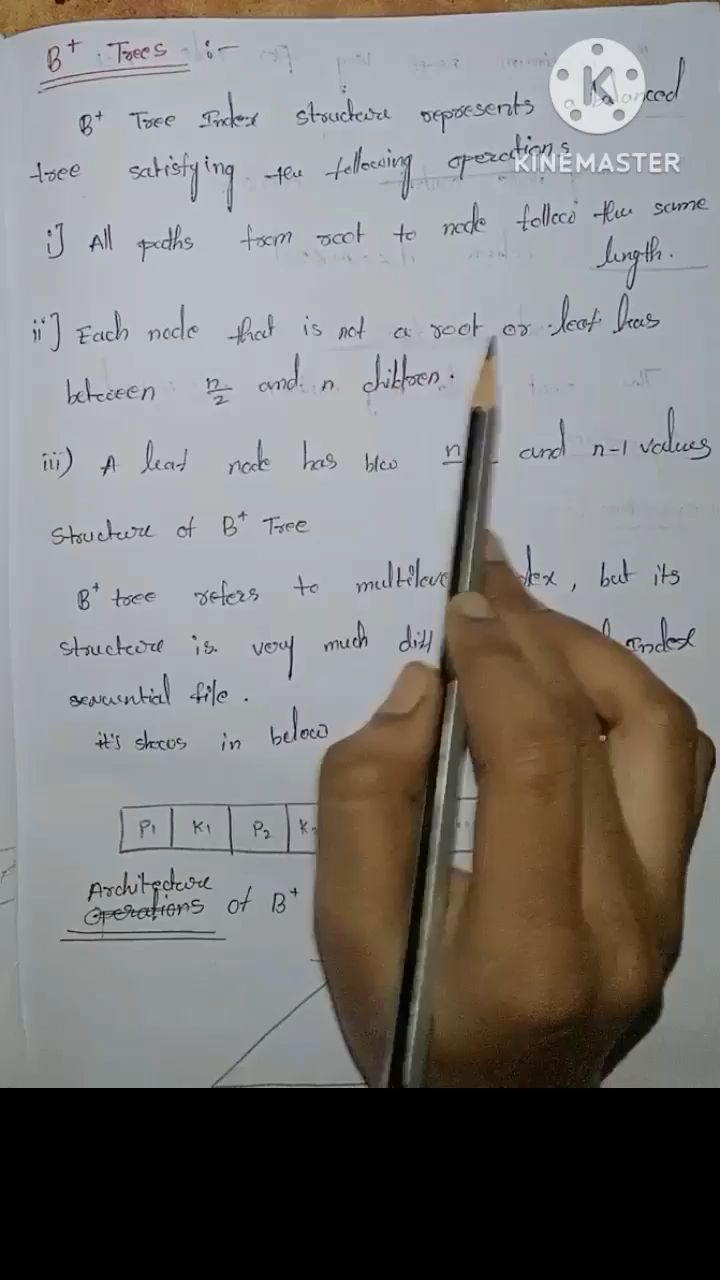 B+ Trees :-
B+ Tree Index structure represents a balanced
KINEMASTER
tree satisfying the following operations
i] All paths from root to node follow the same
length.
ii] Each node that is not a root or leaf has
between n/2 and n children.
iii) A leaf node has b/w n and n-1 values
Structure of B+ Tree
B+ tree refers to multileve , but its
structure is very much Index
sequential file.
it's shows in below
P1 K1 P2 K
Architecture
Operations of B+